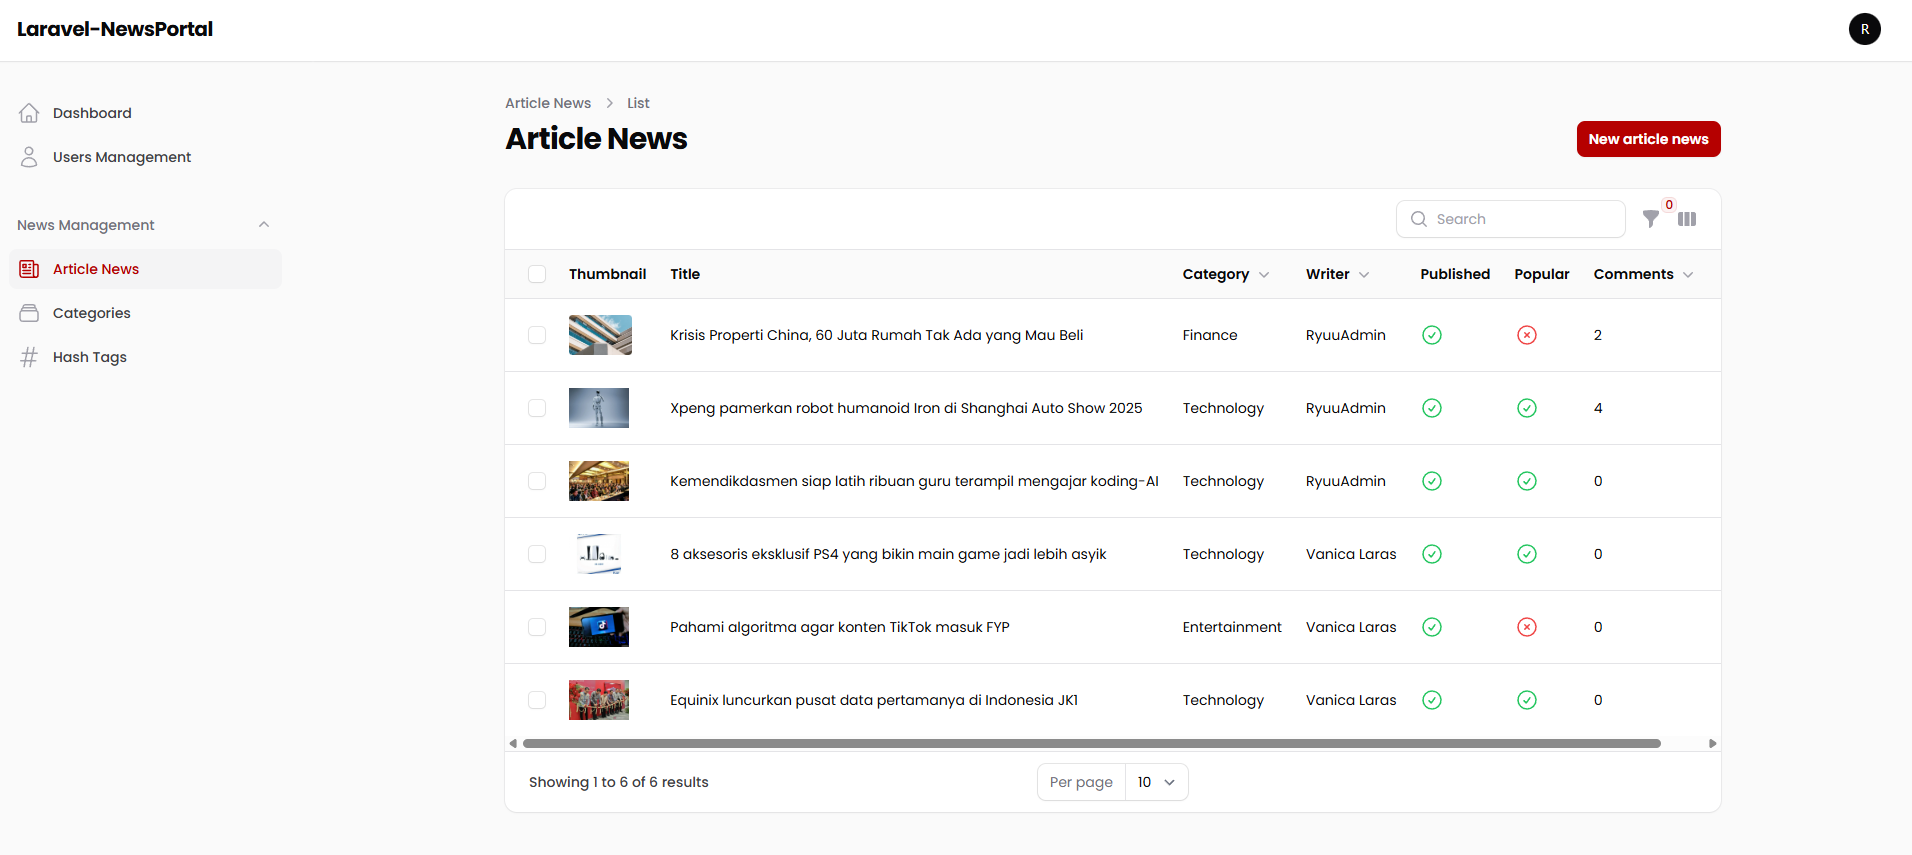 Laravel-NewsPortal
R
Dashboard
Users Management
News Management
Article News
Categories
Hash Tags
Article News > List
Article News
New article news
Search
0
Thumbnail Title Category Writer Published Popular Comments
Krisis Properti China, 60 Juta Rumah Tak Ada yang Mau Beli Finance RyuuAdmin 2
Xpeng pamerkan robot humanoid Iron di Shanghai Auto Show 2025 Technology RyuuAdmin 4
Kemendikdasmen siap latih ribuan guru terampil mengajar koding-AI Technology RyuuAdmin 0
8 aksesoris eksklusif PS4 yang bikin main game jadi lebih asyik Technology Vanica Laras 0
Pahami algoritma agar konten TikTok masuk FYP Entertainment Vanica Laras 0
Equinix luncurkan pusat data pertamanya di Indonesia JK1 Technology Vanica Laras 0
Showing 1 to 6 of 6 results
Per page 10